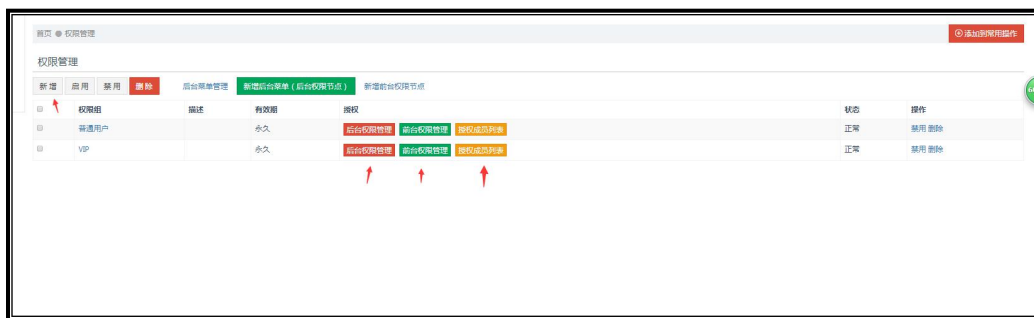 首页 权限管理
添加到常用操作
权限管理
新增 启用 禁用 删除 后台菜单管理 新增后台菜单（后台权限节点） 新增前台权限节点
权限组 描述 有效期 授权 状态 操作
普通用户 永久 后台权限管理 前台权限管理 授权成员列表 正常 禁用 删除
VIP 永久 后台权限管理 前台权限管理 授权成员列表 正常 禁用 删除